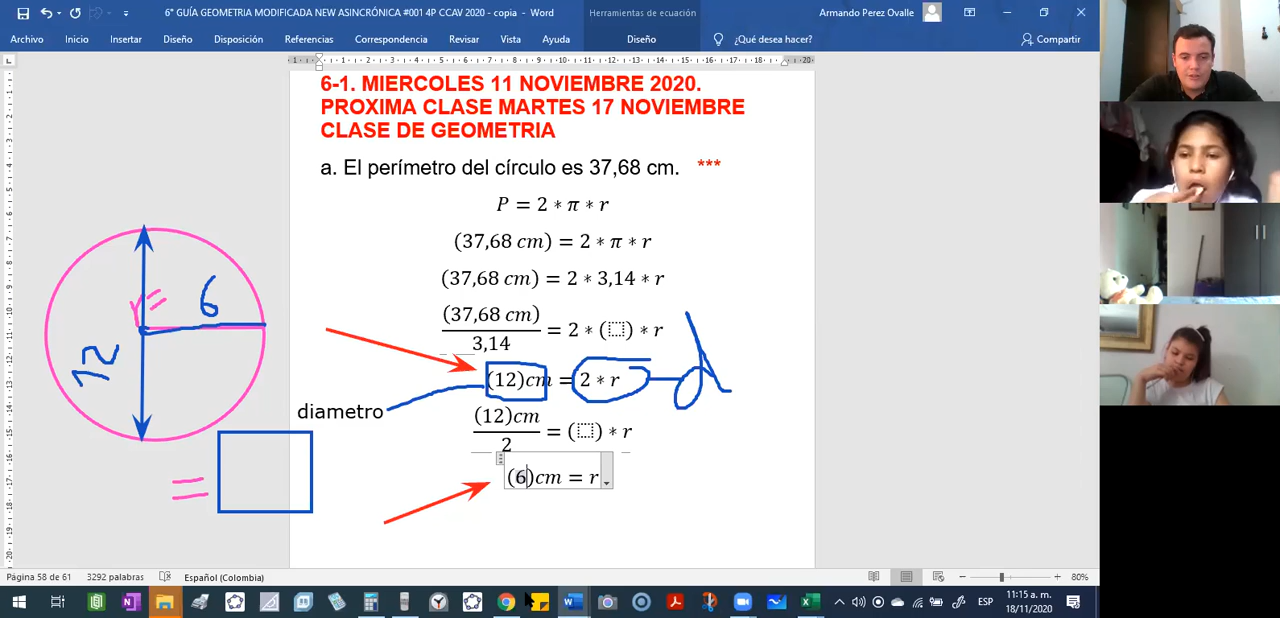 6° GUÍA GEOMETRIA MODIFICADA NEW ASINCRÓNICA #001 4P CCAV 2020 - copia - Word
Herramientas de ecuación
Armando Perez Ovalle
Archivo Inicio Insertar Diseño Disposición Referencias Correspondencia Revisar Vista Ayuda Diseño ¿Qué desea hacer? Compartir
6-1. MIERCOLES 11 NOVIEMBRE 2020.
PROXIMA CLASE MARTES 17 NOVIEMBRE
CLASE DE GEOMETRIA
a. El perímetro del círculo es 37,68 cm. ***
P = 2 * π * r
(37,68 cm) = 2 * π * r
(37,68 cm) = 2 * 3,14 * r
(37,68 cm)
3,14
= 2 * (⬚) * r
(12)cm = 2 * r
d
diametro
(12)cm
2
= (⬚) * r
(6)cm = r
r= 6
12
=
Página 58 de 61 3292 palabras Español (Colombia) 80%
ESP
11:15 a. m.
18/11/2020